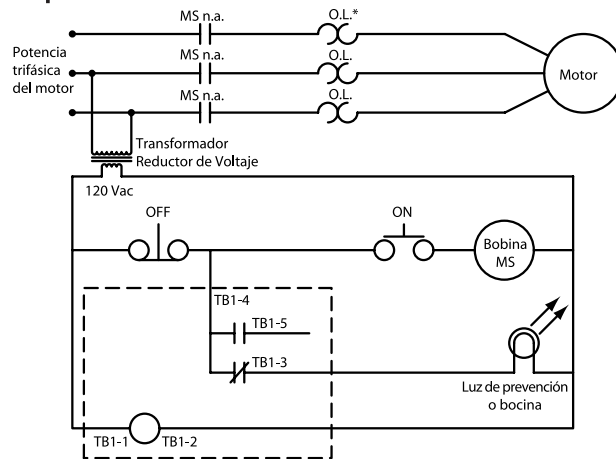 MS n.a.
O.L.*
Potencia
trifásica
del motor
MS n.a.
O.L.
Motor
MS n.a.
O.L.
Transformador
Reductor de Voltaje
120 Vac
OFF
ON
Bobina
MS
TB1-4
TB1-5
TB1-3
Luz de prevención
o bocina
TB1-1
TB1-2